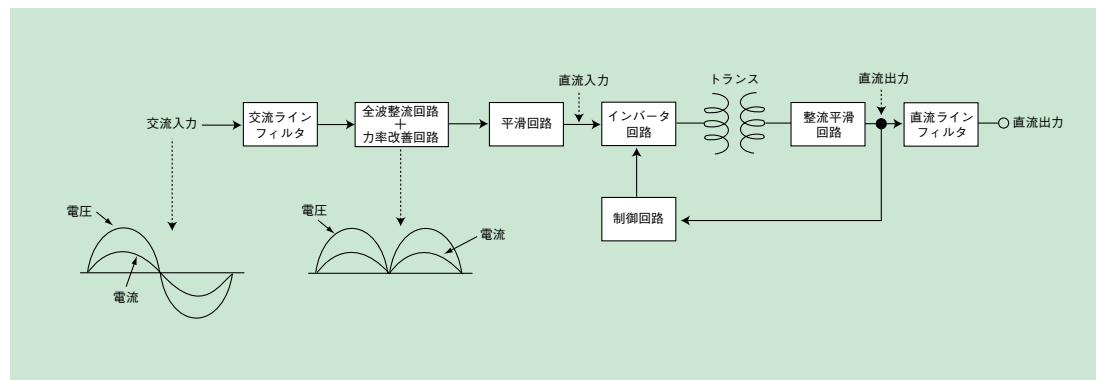 直流入力
トランス
直流出力
交流入力
交流ライン
フィルタ
全波整流回路
＋
力率改善回路
平滑回路
インバータ
回路
整流平滑
回路
直流ライン
フィルタ
直流出力
制御回路
電圧
電流
電圧
電流